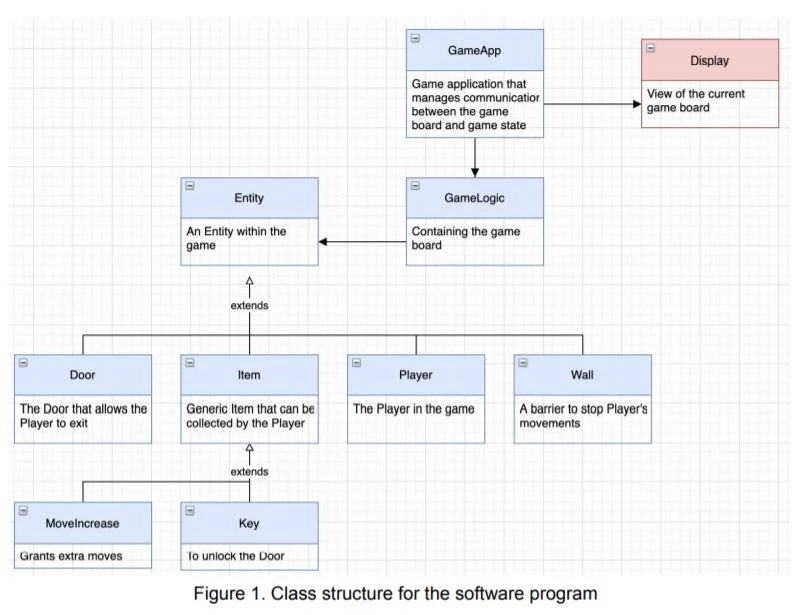 GameApp
Game application that
manages communication
between the game
board and game state
Display
View of the current
game board
Entity
An Entity within the
game
GameLogic
Containing the game
board
extends
Door
The Door that allows the
Player to exit
Item
Generic Item that can be
collected by the Player
Player
The Player in the game
Wall
A barrier to stop Player's
movements
extends
MoveIncrease
Grants extra moves
Key
To unlock the Door
Figure 1. Class structure for the software program